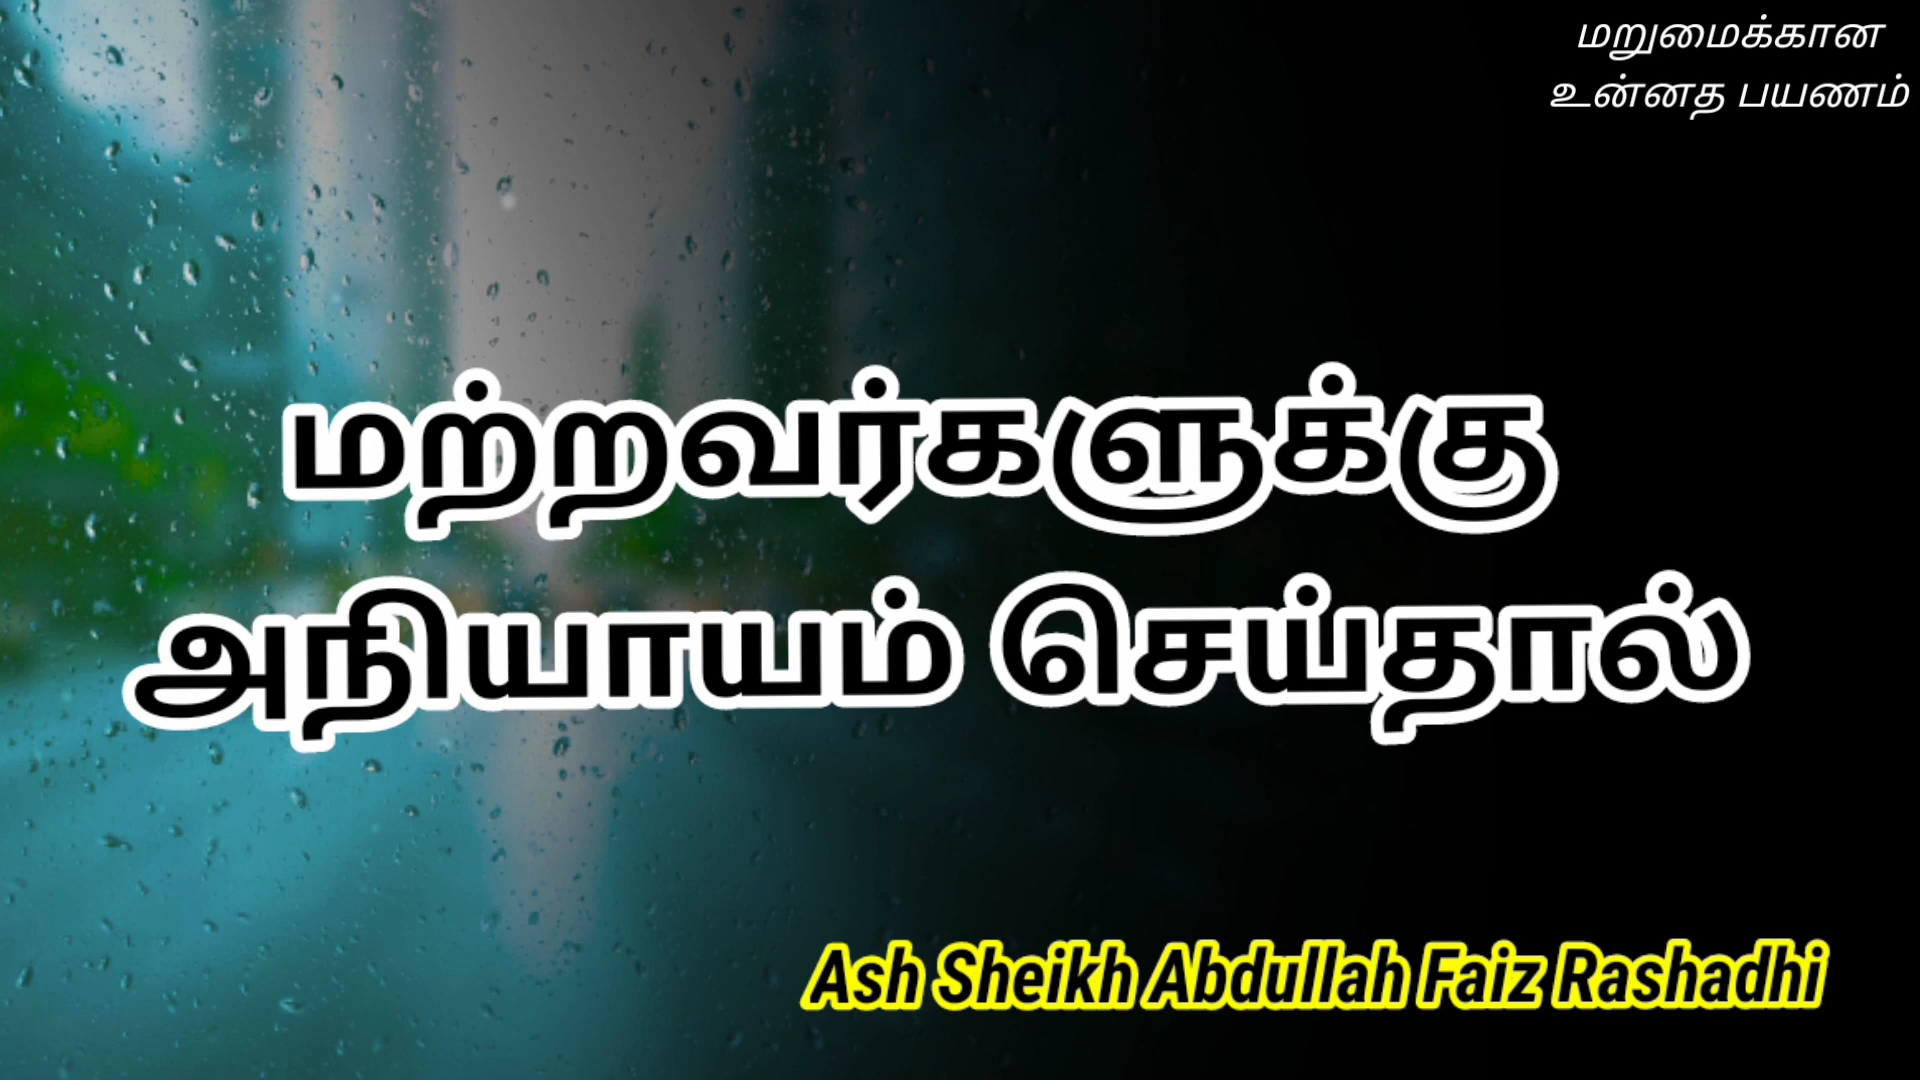 மறுமைக்கான
உன்னத பயணம்
மற்றவர்களுக்கு
அநியாயம் செய்தால்
Ash Sheikh Abdullah Faiz Rashadhi